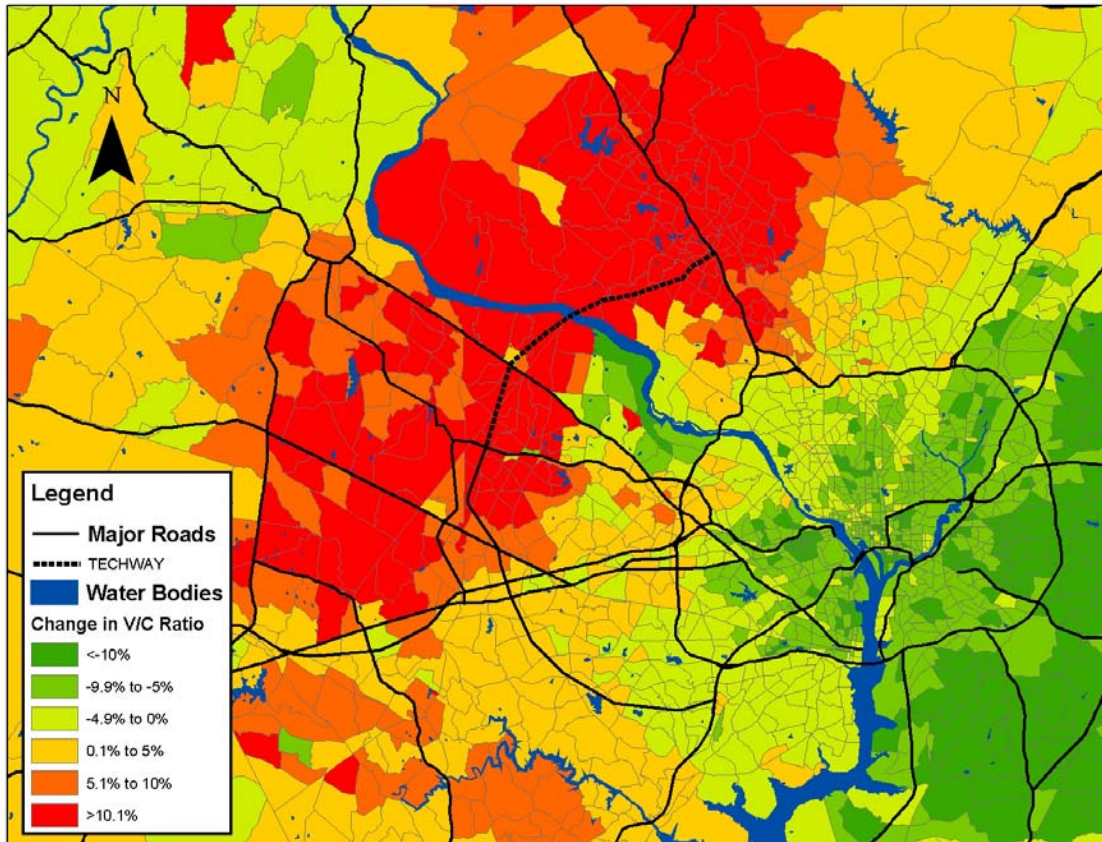 N
Legend
Major Roads
TECHWAY
Water Bodies
Change in V/C Ratio
<-10%
-9.9% to -5%
-4.9% to 0%
0.1% to 5%
5.1% to 10%
>10.1%